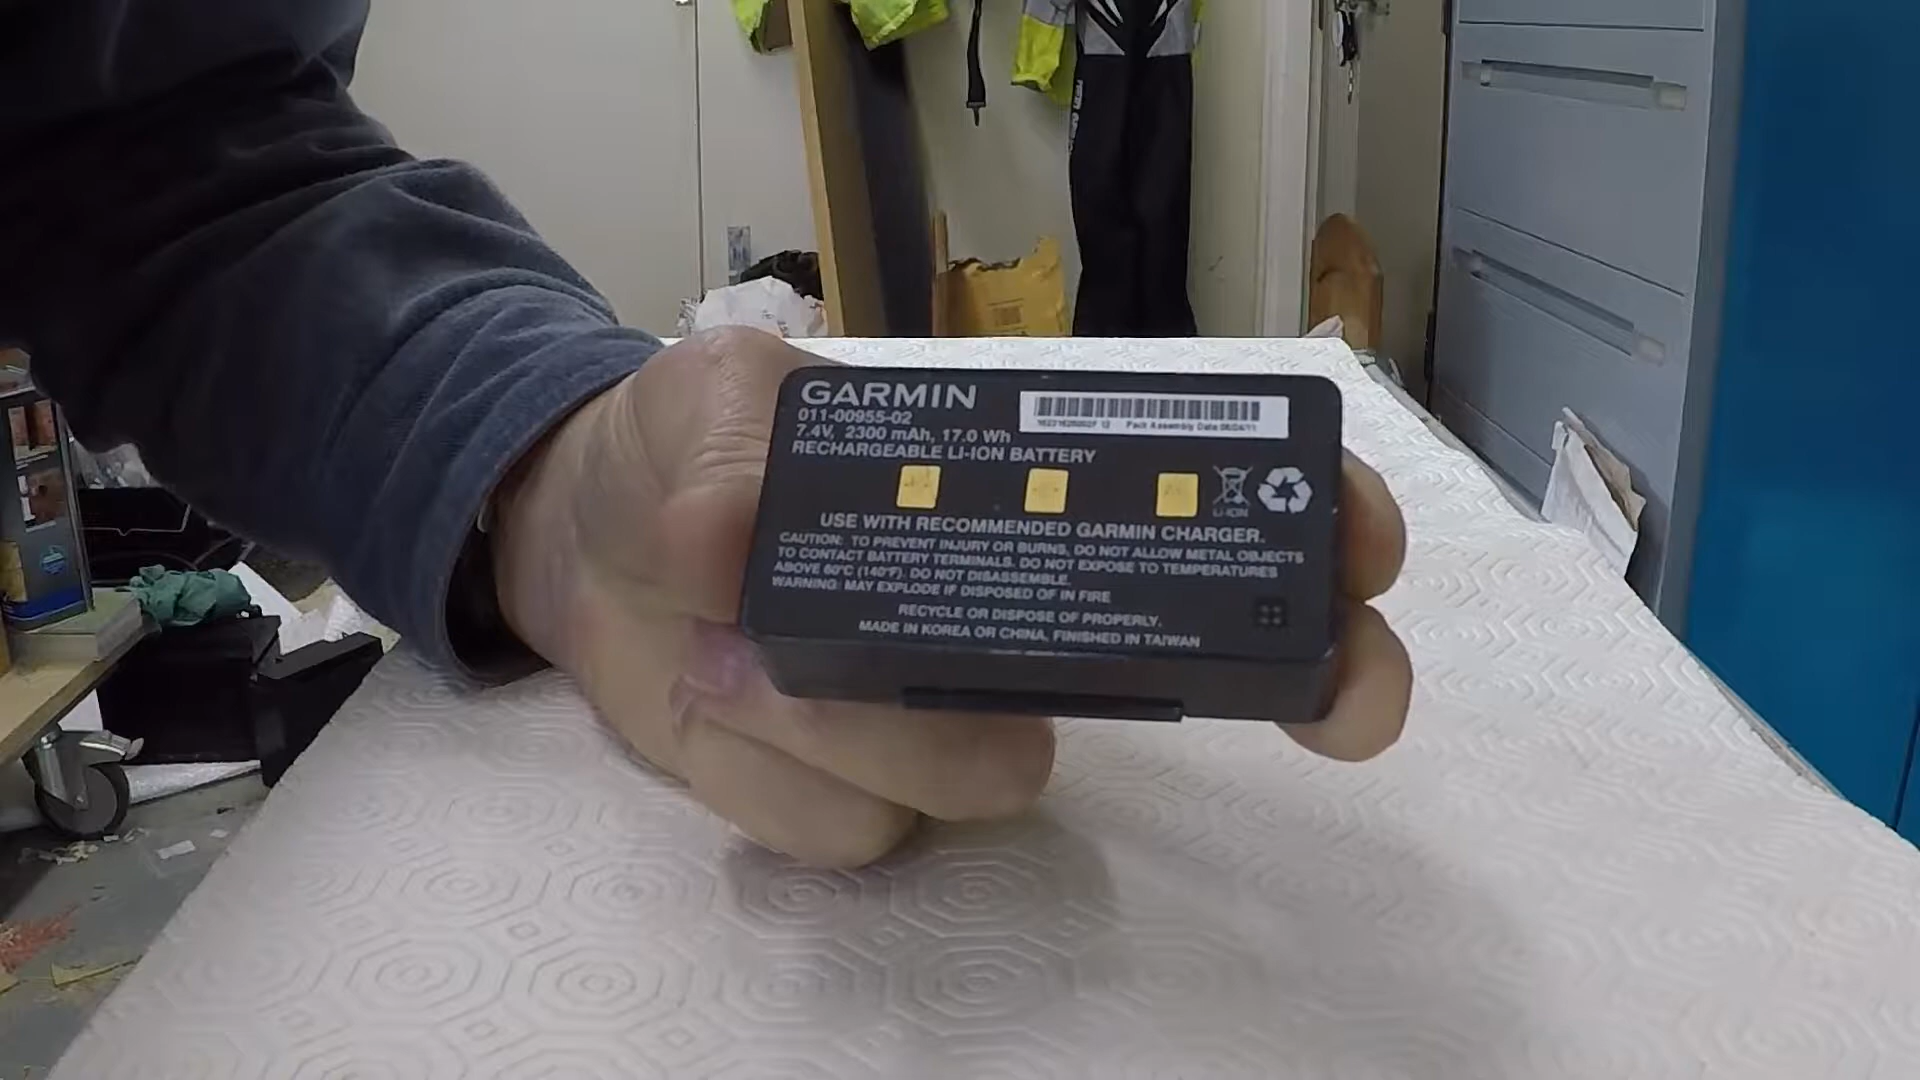 GARMIN
011-00955-02
7.4V, 2300 mAh, 17.0 Wh
RECHARGEABLE LI-ION BATTERY
Pack Assembly Date
LI-ION
USE WITH RECOMMENDED GARMIN CHARGER.
CAUTION: TO PREVENT INJURY OR BURNS, DO NOT ALLOW METAL OBJECTS
TO CONTACT BATTERY TERMINALS. DO NOT EXPOSE TO TEMPERATURES
ABOVE 60°C (140°F). DO NOT DISASSEMBLE.
WARNING: MAY EXPLODE IF DISPOSED OF IN FIRE
RECYCLE OR DISPOSE OF PROPERLY.
MADE IN KOREA OR CHINA, FINISHED IN TAIWAN